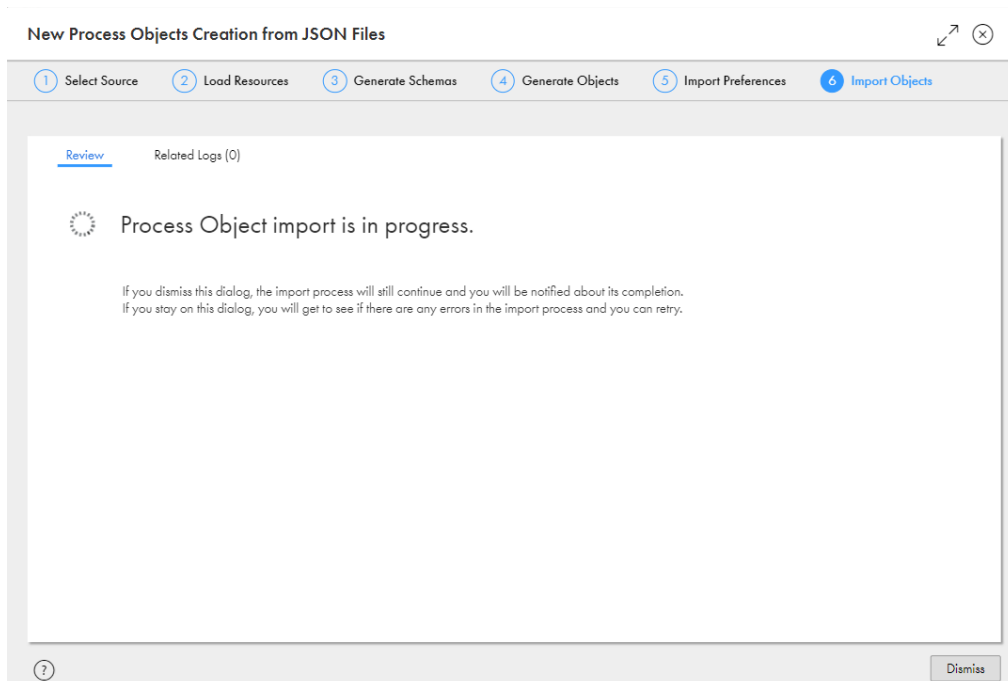 New Process Objects Creation from JSON Files
1 Select Source 2 Load Resources 3 Generate Schemas 4 Generate Objects 5 Import Preferences 6 Import Objects
Review Related Logs (0)
Process Object import is in progress.
If you dismiss this dialog, the import process will still continue and you will be notified about its completion.
If you stay on this dialog, you will get to see if there are any errors in the import process and you can retry.
? Dismiss